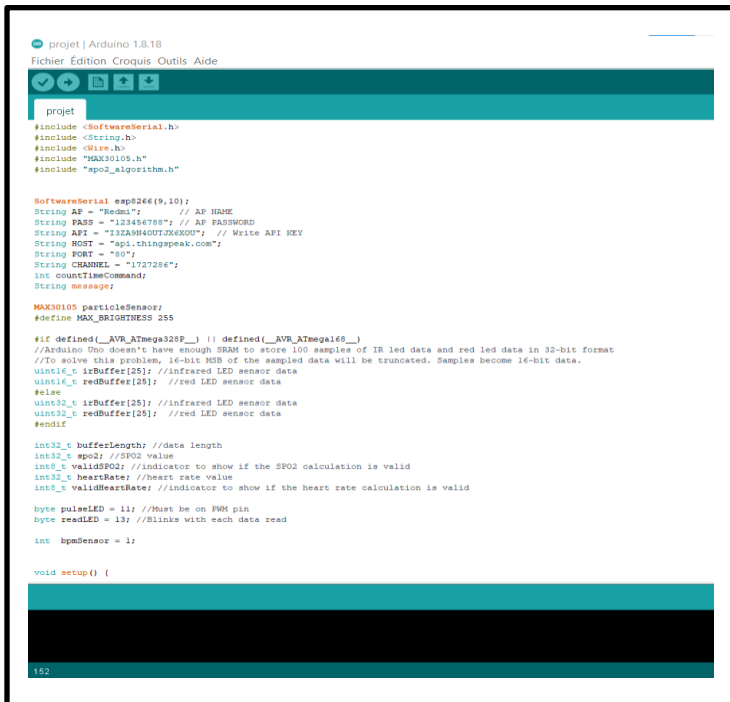 projet | Arduino 1.8.18
Fichier Édition Croquis Outils Aide
projet
#include <SoftwareSerial.h>
#include <String.h>
#include <Wire.h>
#include "MAX30105.h"
#include "spo2_algorithm.h"
SoftwareSerial esp8266(9,10);
String AP = "Redmi"; // AP NAME
String PASS = "123456788"; // AP PASSWORD
String API = "I3ZA9N4OUTJX6XOU"; // Write API KEY
String HOST = "api.thingspeak.com";
String PORT = "80";
String CHANNEL = "1727286";
int countTimeCommand;
String message;
MAX30105 particleSensor;
#define MAX_BRIGHTNESS 255
#if defined(__AVR_ATmega328P__) || defined(__AVR_ATmega168__)
//Arduino Uno doesn't have enough SRAM to store 100 samples of IR led data and red led data in 32-bit format
//To solve this problem, 16-bit MSB of the sampled data will be truncated. Samples become 16-bit data.
uint16_t irBuffer[25]; //infrared LED sensor data
uint16_t redBuffer[25]; //red LED sensor data
#else
uint32_t irBuffer[25]; //infrared LED sensor data
uint32_t redBuffer[25]; //red LED sensor data
#endif
int32_t bufferLength; //data length
int32_t spo2; //SPO2 value
int8_t validSPO2; //indicator to show if the SPO2 calculation is valid
int32_t heartRate; //heart rate value
int8_t validHeartRate; //indicator to show if the heart rate calculation is valid
byte pulseLED = 11; //Must be on PWM pin
byte readLED = 13; //Blinks with each data read
int bpmSensor = 1;
void setup() {
152